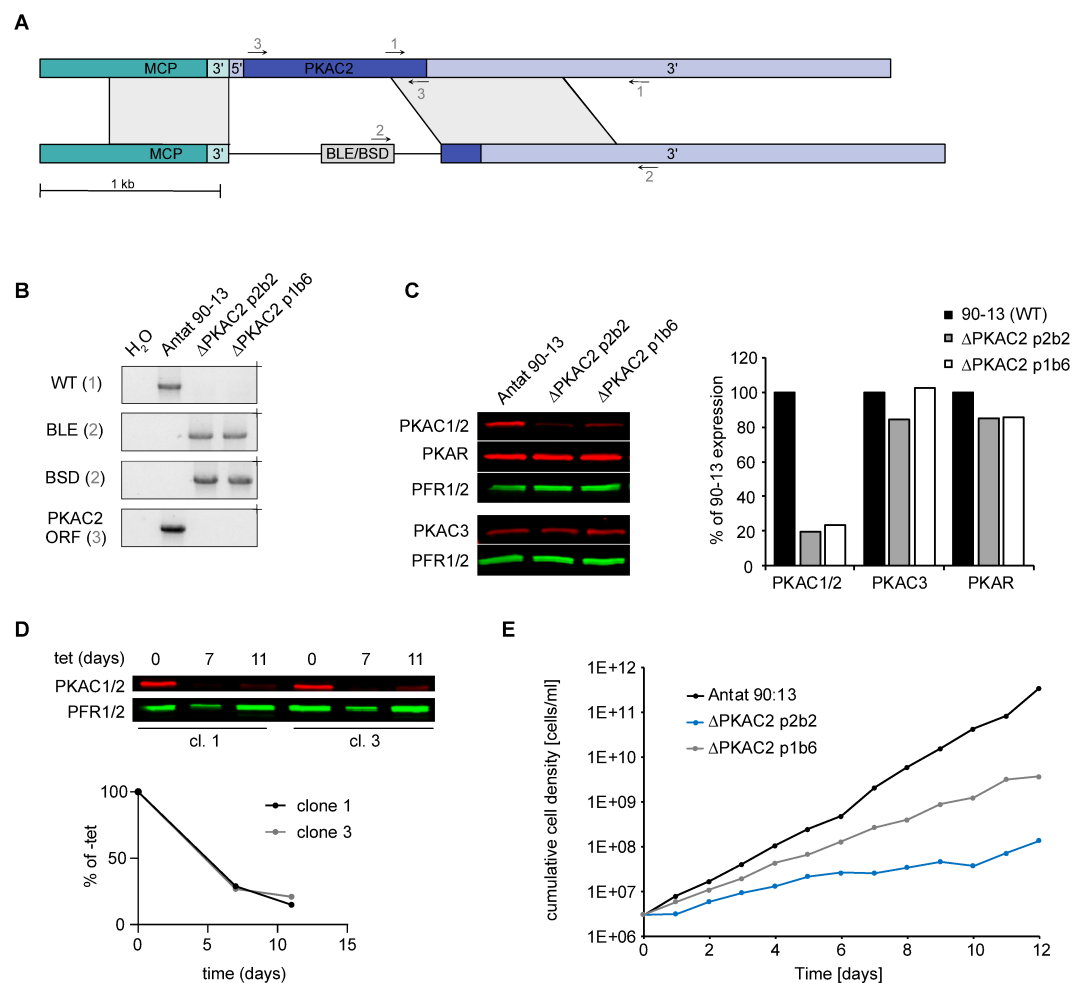 A
3 1
MCP 3' 5' PKAC2 3'
3 1
2
MCP 3' BLE/BSD 3'
2
1 kb
B
H2O Antat 90-13 ΔPKAC2 p2b2 ΔPKAC2 p1b6
WT (1)
BLE (2)
BSD (2)
PKAC2
ORF (3)
C
Antat 90-13 ΔPKAC2 p2b2 ΔPKAC2 p1b6
PKAC1/2
PKAR
PFR1/2
PKAC3
PFR1/2
90-13 (WT)
ΔPKAC2 p2b2
ΔPKAC2 p1b6
% of 90-13 expression
120
100
80
60
40
20
0
PKAC1/2 PKAC3 PKAR
D
tet (days) 0 7 11 0 7 11
PKAC1/2
PFR1/2
cl. 1 cl. 3
% of -tet
100
50
0
0 5 10 15
time (days)
clone 1
clone 3
E
cumulative cell density [cells/ml]
1E+12
1E+11
1E+10
1E+09
1E+08
1E+07
1E+06
0 2 4 6 8 10 12
Time [days]
Antat 90:13
ΔPKAC2 p2b2
ΔPKAC2 p1b6